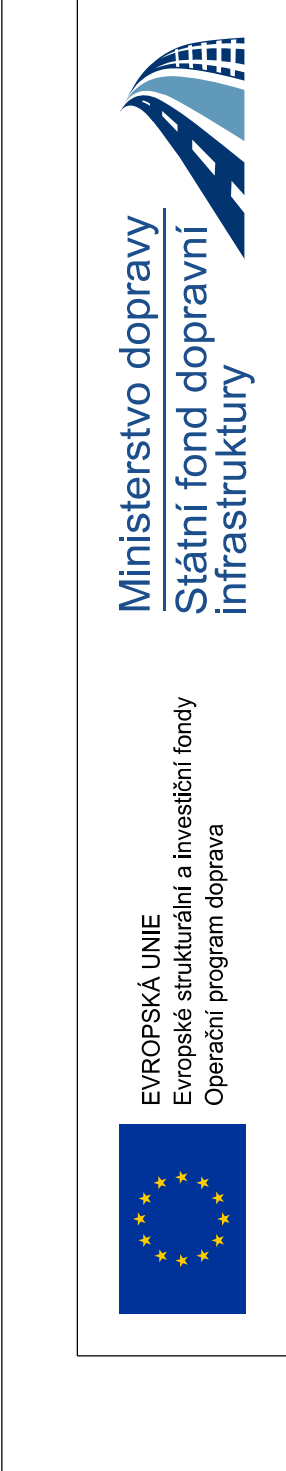 EVROPSKÁ UNIE
Evropské strukturální a investiční fondy
Operační program doprava
Ministerstvo dopravy
Státní fond dopravní
infrastruktury